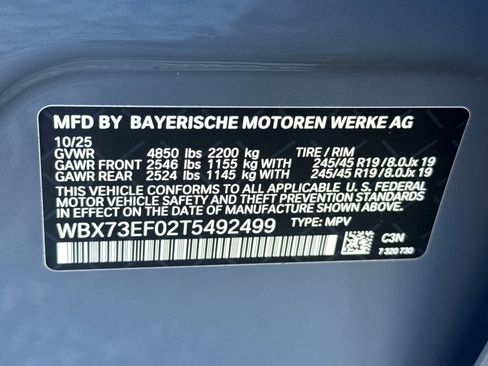 MFD BY BAYERISCHE MOTOREN WERKE AG
10/25
GVWR 4850 lbs 2200 kg TIRE / RIM
GAWR FRONT 2546 lbs 1155 kg WITH 245/45 R19 / 8.0Jx 19
GAWR REAR 2524 lbs 1145 kg WITH 245/45 R19 / 8.0Jx 19
THIS VEHICLE CONFORMS TO ALL APPLICABLE U. S. FEDERAL
MOTOR VEHICLE SAFETY, BUMPER, AND THEFT PREVENTION
STANDARDS IN EFFECT ON THE DATE OF
MANUFACTURE SHOWN ABOVE.
WBX73EF02T5492499 TYPE: MPV
C3N
7 320 730